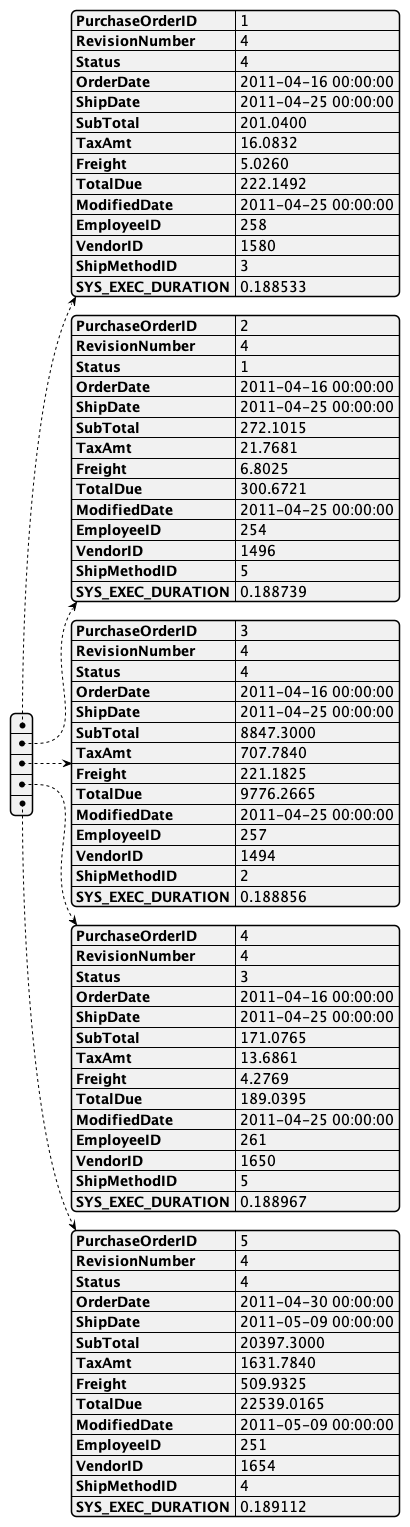 PurchaseOrderID 1
RevisionNumber 4
Status 4
OrderDate 2011-04-16 00:00:00
ShipDate 2011-04-25 00:00:00
SubTotal 201.0400
TaxAmt 16.0832
Freight 5.0260
TotalDue 222.1492
ModifiedDate 2011-04-25 00:00:00
EmployeeID 258
VendorID 1580
ShipMethodID 3
SYS_EXEC_DURATION 0.188533
PurchaseOrderID 2
RevisionNumber 4
Status 1
OrderDate 2011-04-16 00:00:00
ShipDate 2011-04-25 00:00:00
SubTotal 272.1015
TaxAmt 21.7681
Freight 6.8025
TotalDue 300.6721
ModifiedDate 2011-04-25 00:00:00
EmployeeID 254
VendorID 1496
ShipMethodID 5
SYS_EXEC_DURATION 0.188739
PurchaseOrderID 3
RevisionNumber 4
Status 4
OrderDate 2011-04-16 00:00:00
ShipDate 2011-04-25 00:00:00
SubTotal 8847.3000
TaxAmt 707.7840
Freight 221.1825
TotalDue 9776.2665
ModifiedDate 2011-04-25 00:00:00
EmployeeID 257
VendorID 1494
ShipMethodID 2
SYS_EXEC_DURATION 0.188856
PurchaseOrderID 4
RevisionNumber 4
Status 3
OrderDate 2011-04-16 00:00:00
ShipDate 2011-04-25 00:00:00
SubTotal 171.0765
TaxAmt 13.6861
Freight 4.2769
TotalDue 189.0395
ModifiedDate 2011-04-25 00:00:00
EmployeeID 261
VendorID 1650
ShipMethodID 5
SYS_EXEC_DURATION 0.188967
PurchaseOrderID 5
RevisionNumber 4
Status 4
OrderDate 2011-04-30 00:00:00
ShipDate 2011-05-09 00:00:00
SubTotal 20397.3000
TaxAmt 1631.7840
Freight 509.9325
TotalDue 22539.0165
ModifiedDate 2011-05-09 00:00:00
EmployeeID 251
VendorID 1654
ShipMethodID 4
SYS_EXEC_DURATION 0.189112